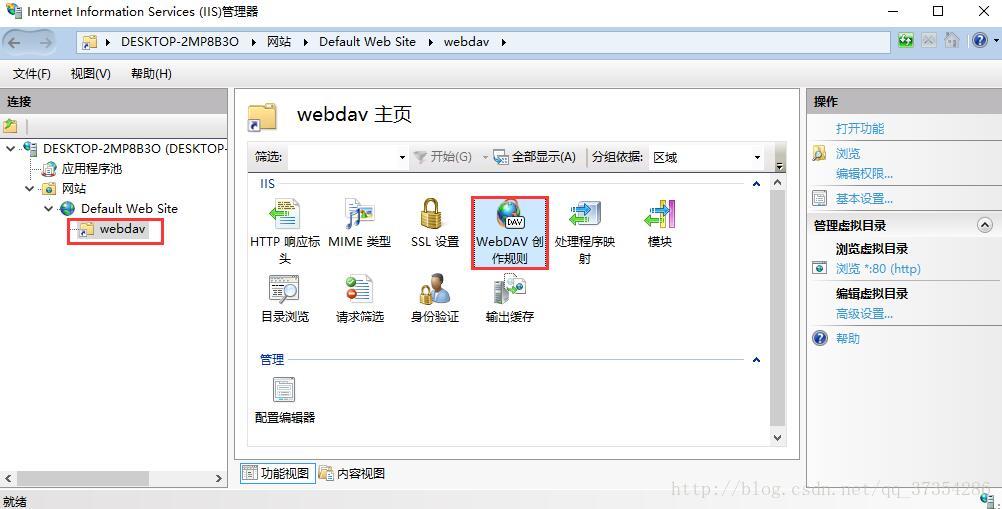 Internet Information Services (IIS)管理器
DESKTOP-2MP8B3O 网站 Default Web Site webdav
文件(F) 视图(V) 帮助(H)
连接
DESKTOP-2MP8B3O (DESKTOP-
应用程序池
网站
Default Web Site
webdav
webdav 主页
筛选: 开始(G) 全部显示(A) 分组依据: 区域
IIS
HTTP 响应标头
MIME 类型
SSL 设置
WebDAV 创作规则
处理程序映射
模块
目录浏览
请求筛选
身份验证
输出缓存
管理
配置编辑器
功能视图 内容视图
操作
打开功能
浏览
编辑权限...
基本设置...
管理虚拟目录
浏览虚拟目录
浏览 *:80 (http)
编辑虚拟目录
高级设置...
帮助
就绪
http://blog.csdn.net/qq_37354286